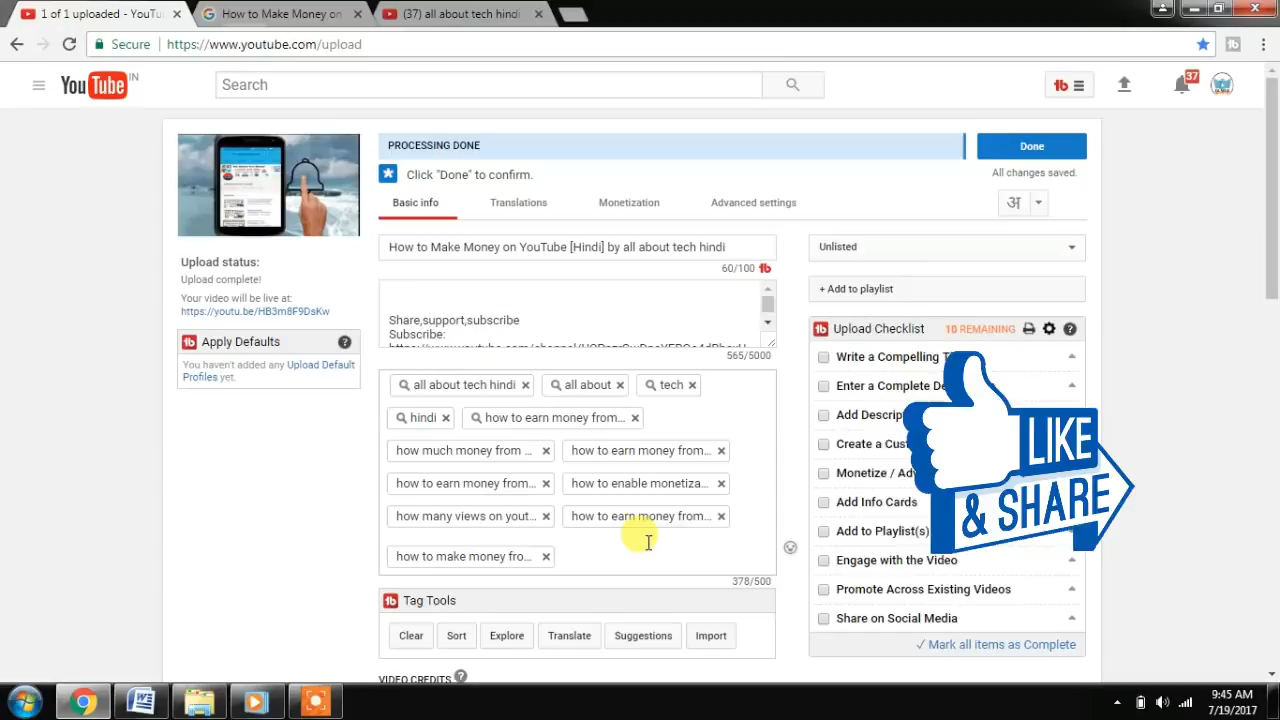 1 of 1 uploaded - YouTu
How to Make Money on
(37) all about tech hindi
Secure
https://www.youtube.com/upload
YouTube IN
Search
37
PROCESSING DONE
Done
Click "Done" to confirm.
All changes saved.
Basic info
Translations
Monetization
Advanced settings
अ
How to Make Money on YouTube [Hindi] by all about tech hindi
Unlisted
60/100
Upload status:
Upload complete!
Your video will be live at:
https://youtu.be/HB3m8F9DsKw
+ Add to playlist
Share,support,subscribe
Subscribe:
565/5000
Apply Defaults
You haven't added any Upload Default
Profiles yet.
Upload Checklist 10 REMAINING
Write a Compelling
Enter a Complete De
Add Descrip
Create a Cus
Monetize / Ad
Add Info Cards
Add to Playlist(s)
Engage with the Video
Promote Across Existing Videos
Share on Social Media
✓ Mark all items as Complete
LIKE
& SHARE
all about tech hindi
all about
tech
hindi
how to earn money from...
how much money from ...
how to earn money from...
how to earn money from...
how to enable monetiza...
how many views on yout...
how to earn money from...
how to make money fro...
378/500
Tag Tools
Clear
Sort
Explore
Translate
Suggestions
Import
VIDEO CREDITS
9:45 AM
7/19/2017